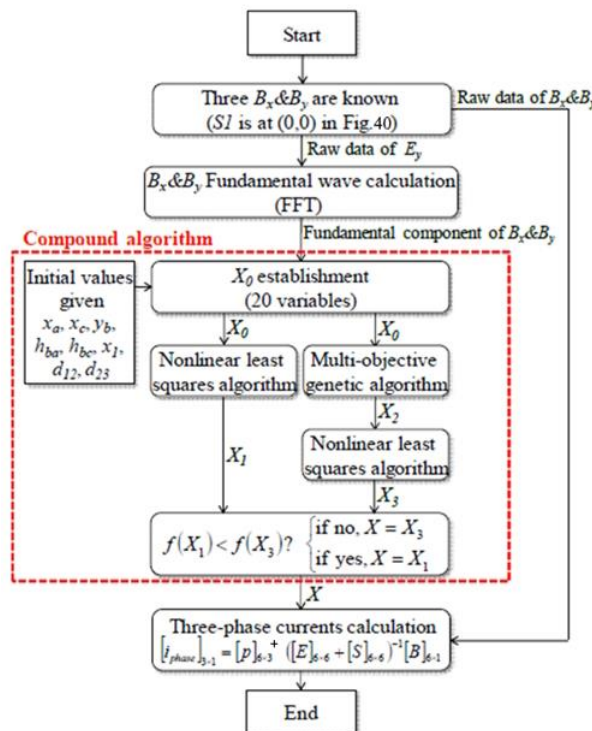 Start
Three Bx&By are known
(S1 is at (0,0) in Fig.40)
Raw data of Bx&By
Raw data of Ey
Bx&By Fundamental wave calculation
(FFT)
Fundamental component of Bx&By
Compound algorithm
Initial values
given
xa, xc, yb,
hba, hbc, x1,
d12, d23
X0 establishment
(20 variables)
X0
X0
Nonlinear least
squares algorithm
Multi-objective
genetic algorithm
X2
X1
Nonlinear least
squares algorithm
X3
f(X1) < f(X3)? { if no, X = X3
if yes, X = X1
X
Three-phase currents calculation
[iphase]3·1 = [p]6·3+ ([E]6·6 + [S]6·6)−1 [B]6·1
End